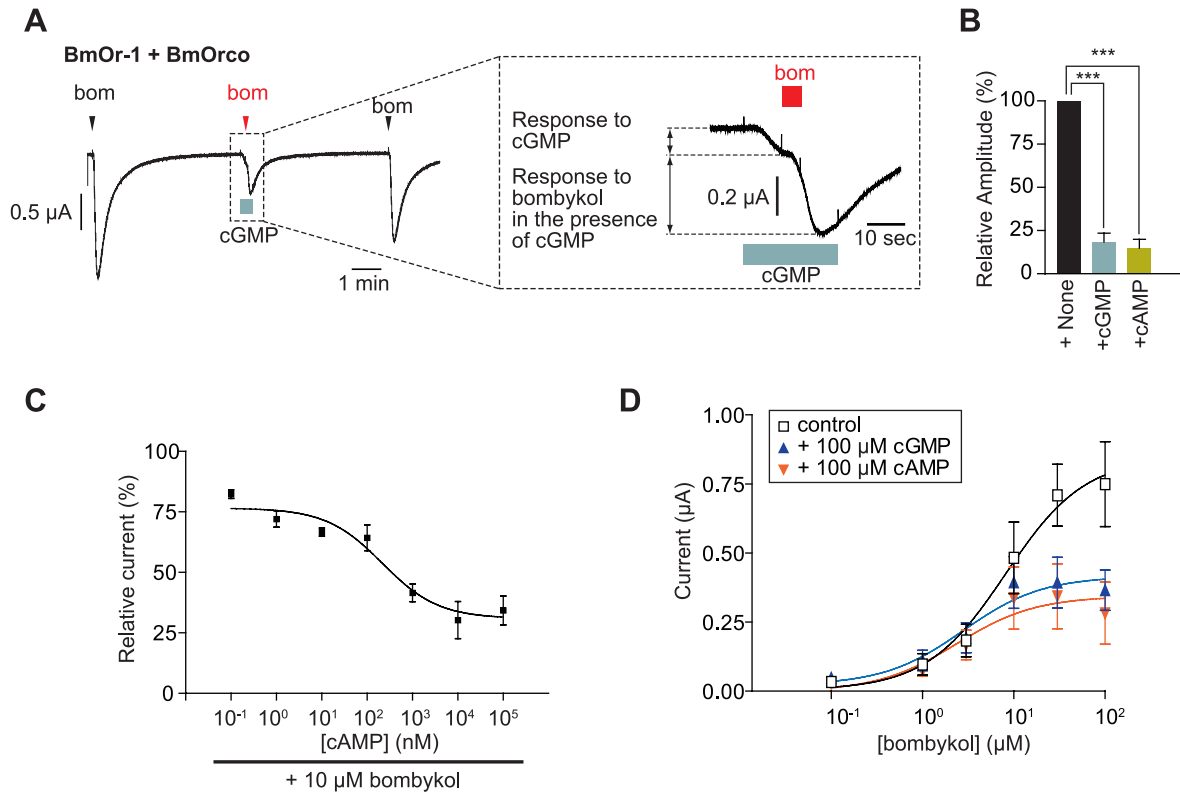 A
BmOr-1 + BmOrco
bom
bom
bom
0.5 µA
cGMP
1 min
bom
Response to
cGMP
Response to
bombykol
in the presence
of cGMP
0.2 µA
10 sec
cGMP
B
***
***
Relative Amplitude (%)
100
75
50
25
0
+ None
+cGMP
+cAMP
C
Relative current (%)
100
75
50
25
0
10⁻¹ 10⁰ 10¹ 10² 10³ 10⁴ 10⁵
[cAMP] (nM)
+ 10 µM bombykol
D
control
+ 100 µM cGMP
+ 100 µM cAMP
Current (µA)
1.00
0.75
0.50
0.25
0.00
10⁻¹ 10⁰ 10¹ 10²
[bombykol] (µM)